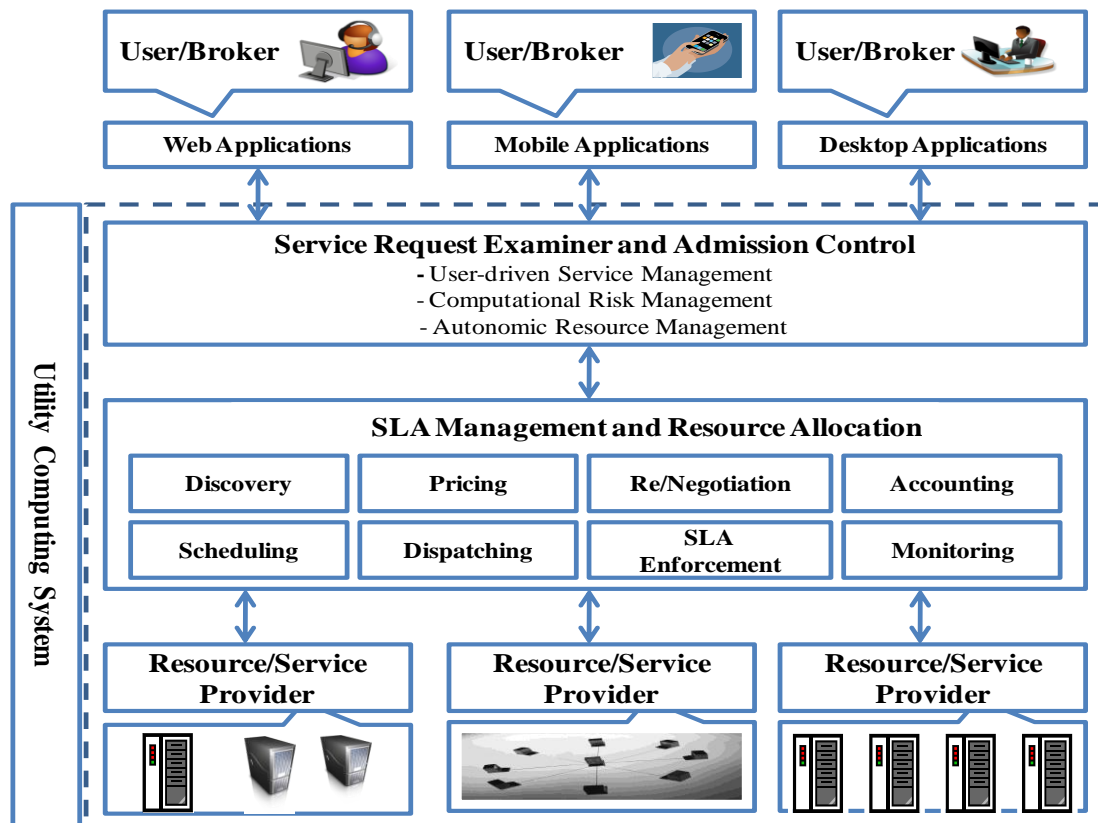 User/Broker
User/Broker
User/Broker
Web Applications
Mobile Applications
Desktop Applications
Utility Computing System
Service Request Examiner and Admission Control
- User-driven Service Management
- Computational Risk Management
- Autonomic Resource Management
SLA Management and Resource Allocation
Discovery
Pricing
Re/Negotiation
Accounting
Scheduling
Dispatching
SLA
Enforcement
Monitoring
Resource/Service
Provider
Resource/Service
Provider
Resource/Service
Provider